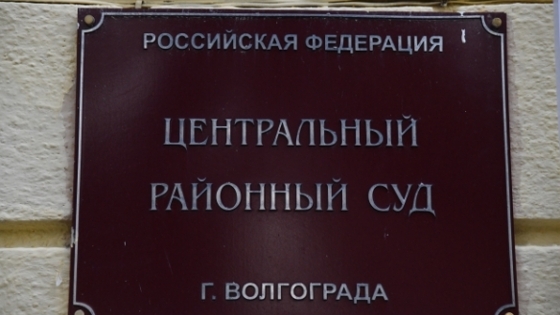 РОССИЙСКАЯ ФЕДЕРАЦИЯ
ЦЕНТРАЛЬНЫЙ
РАЙОННЫЙ СУД
Г. ВОЛГОГРАДА